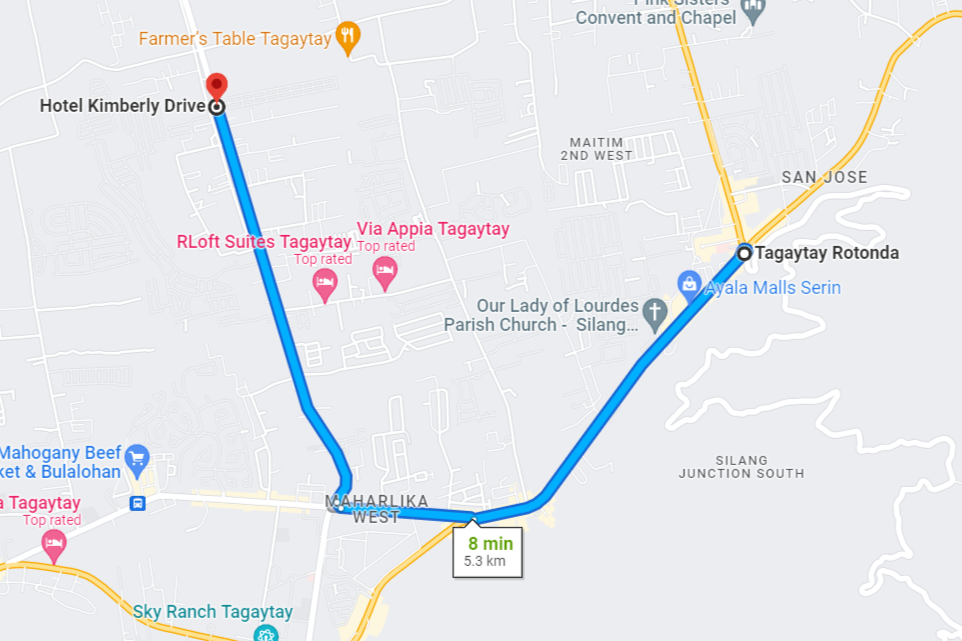 Pink Sisters
Convent and Chapel
Farmer's Table Tagaytay
Hotel Kimberly Drive
MAITIM
2ND WEST
SAN JOSE
RLoft Suites Tagaytay
Top rated
Via Appia Tagaytay
Top rated
Tagaytay Rotonda
Ayala Malls Serin
Our Lady of Lourdes
Parish Church - Silang...
Mahogany Beef
ket & Bulalohan
SILANG
JUNCTION SOUTH
a Tagaytay
Top rated
MAHARLIKA
WEST
8 min
5.3 km
Sky Ranch Tagaytay